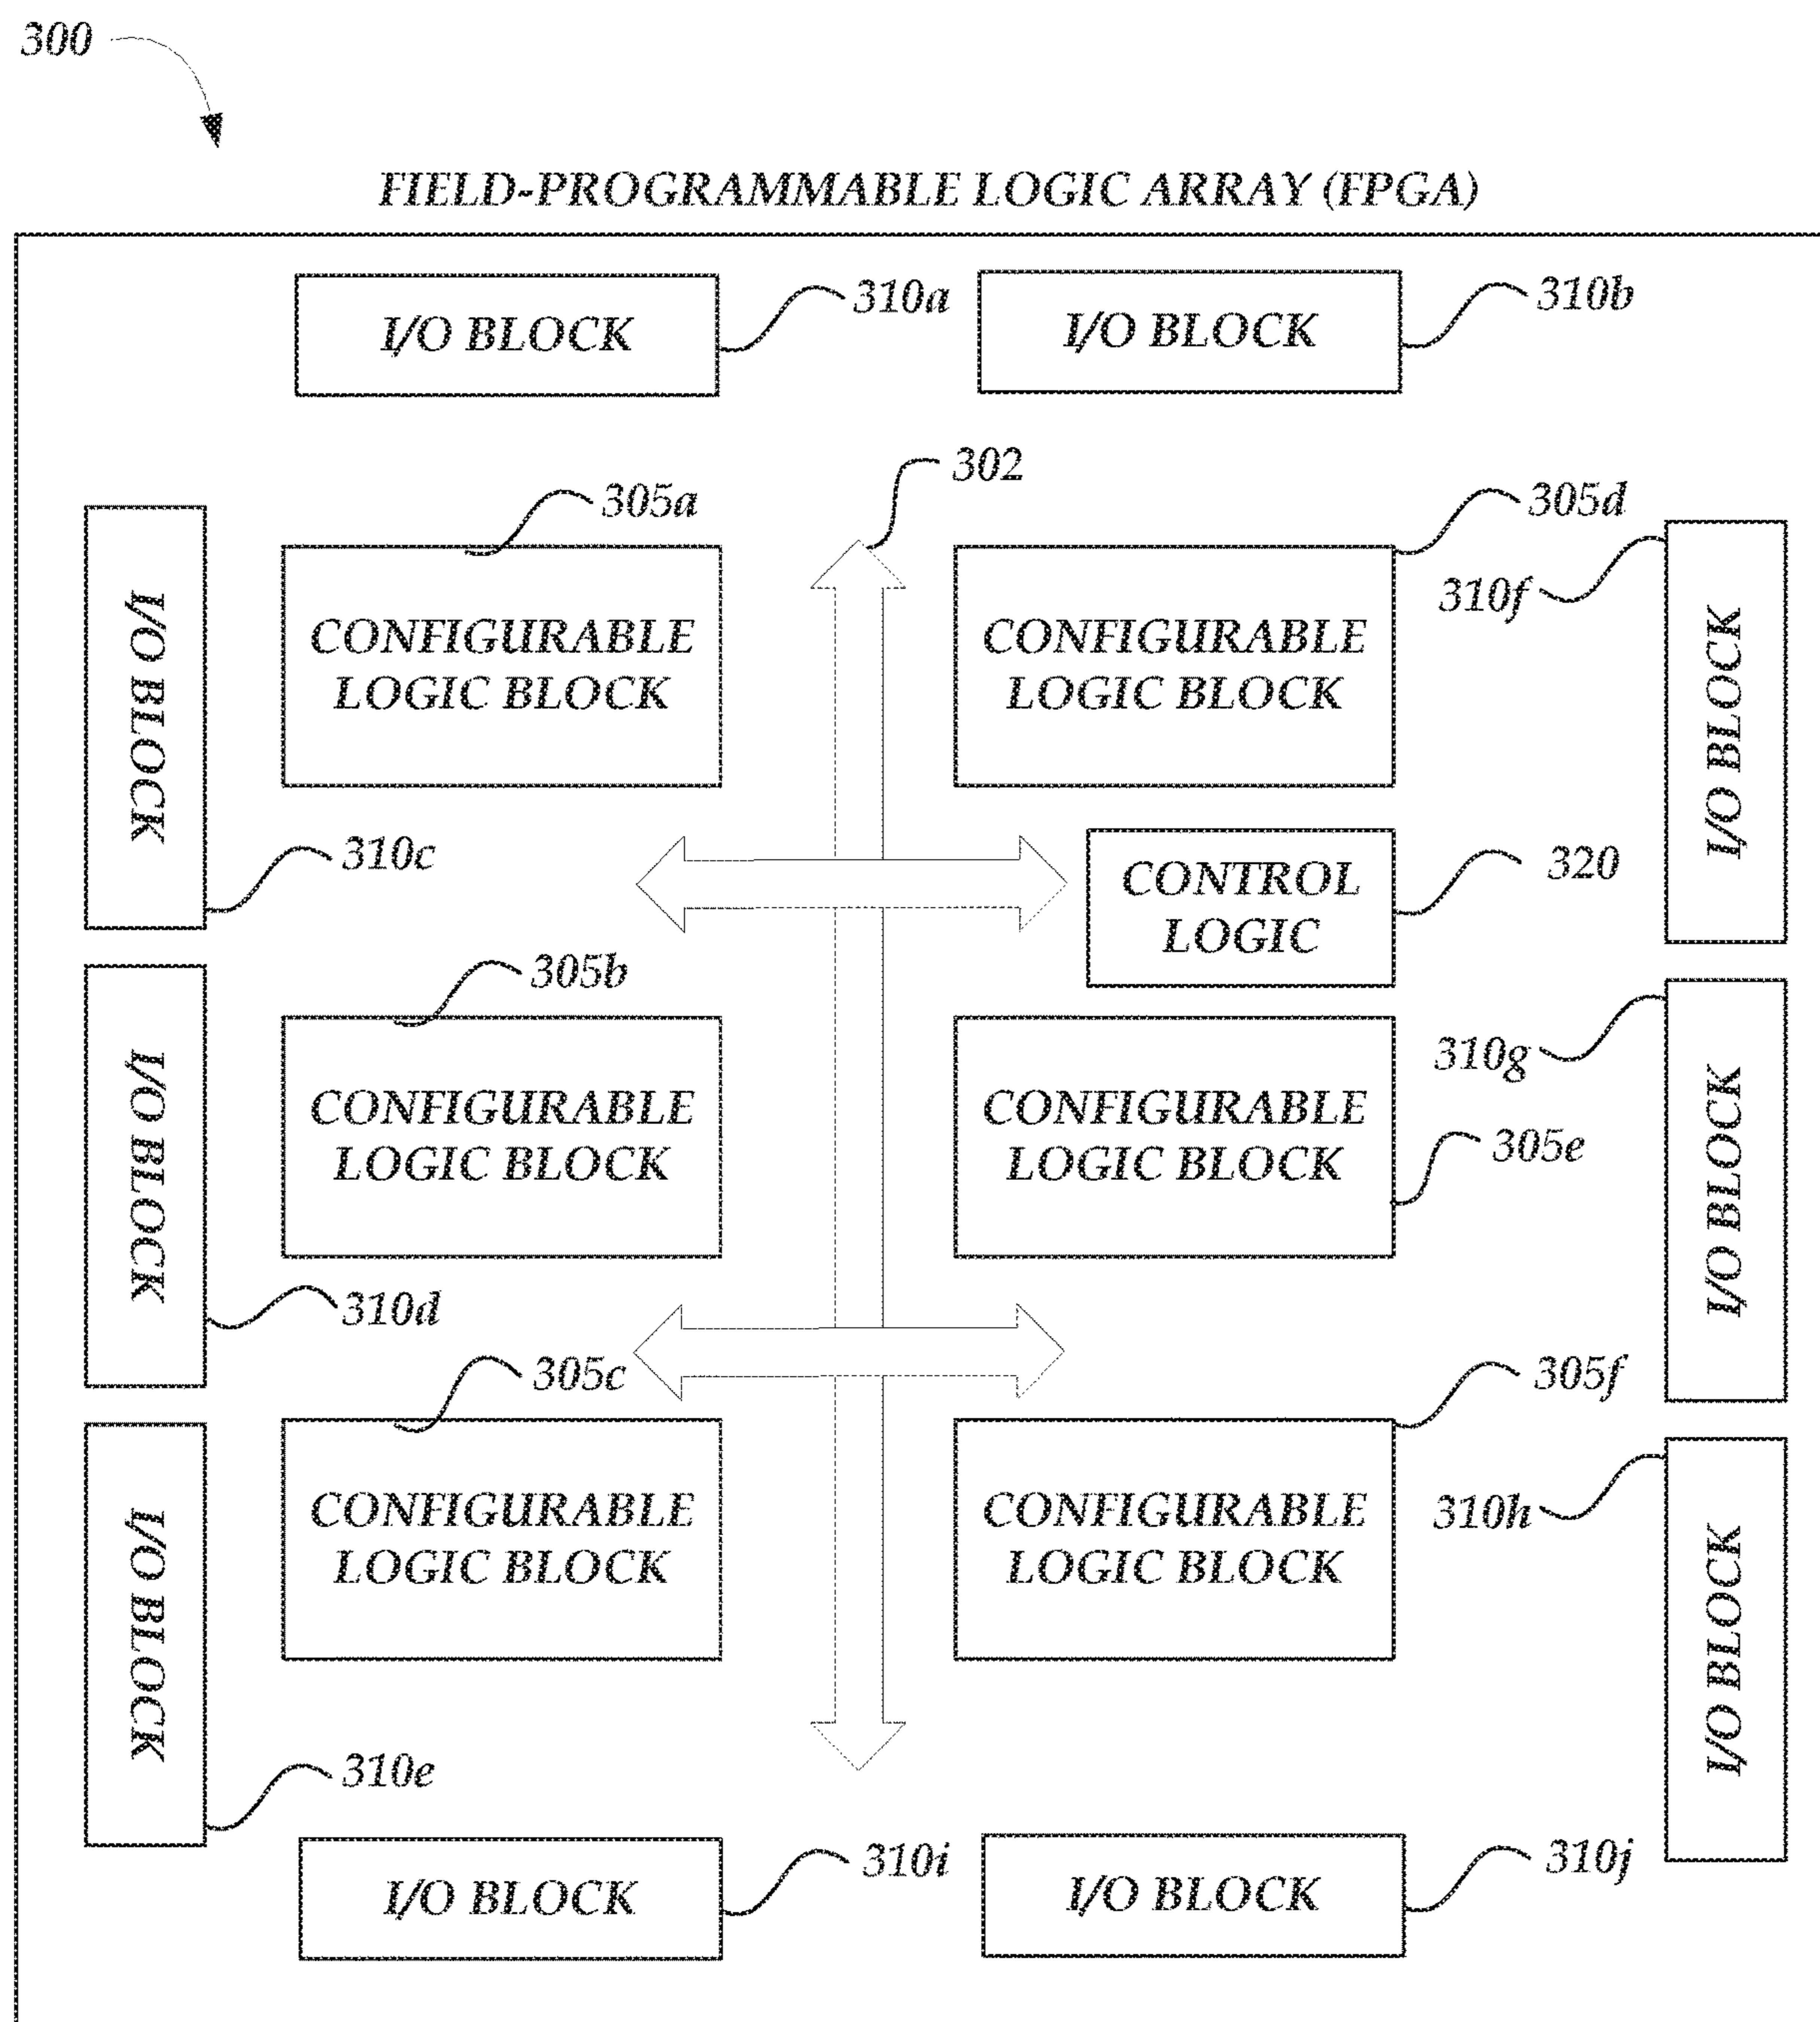 300
FIELD-PROGRAMMABLE LOGIC ARRAY (FPGA)
I/O BLOCK
310a
I/O BLOCK
310b
302
305a
305d
I/O BLOCK
310c
CONFIGURABLE
LOGIC BLOCK
CONFIGURABLE
LOGIC BLOCK
310f
I/O BLOCK
CONTROL
LOGIC
320
305b
I/O BLOCK
310d
CONFIGURABLE
LOGIC BLOCK
CONFIGURABLE
LOGIC BLOCK
305e
310g
I/O BLOCK
305c
305f
I/O BLOCK
310e
CONFIGURABLE
LOGIC BLOCK
CONFIGURABLE
LOGIC BLOCK
310h
I/O BLOCK
I/O BLOCK
310i
I/O BLOCK
310j